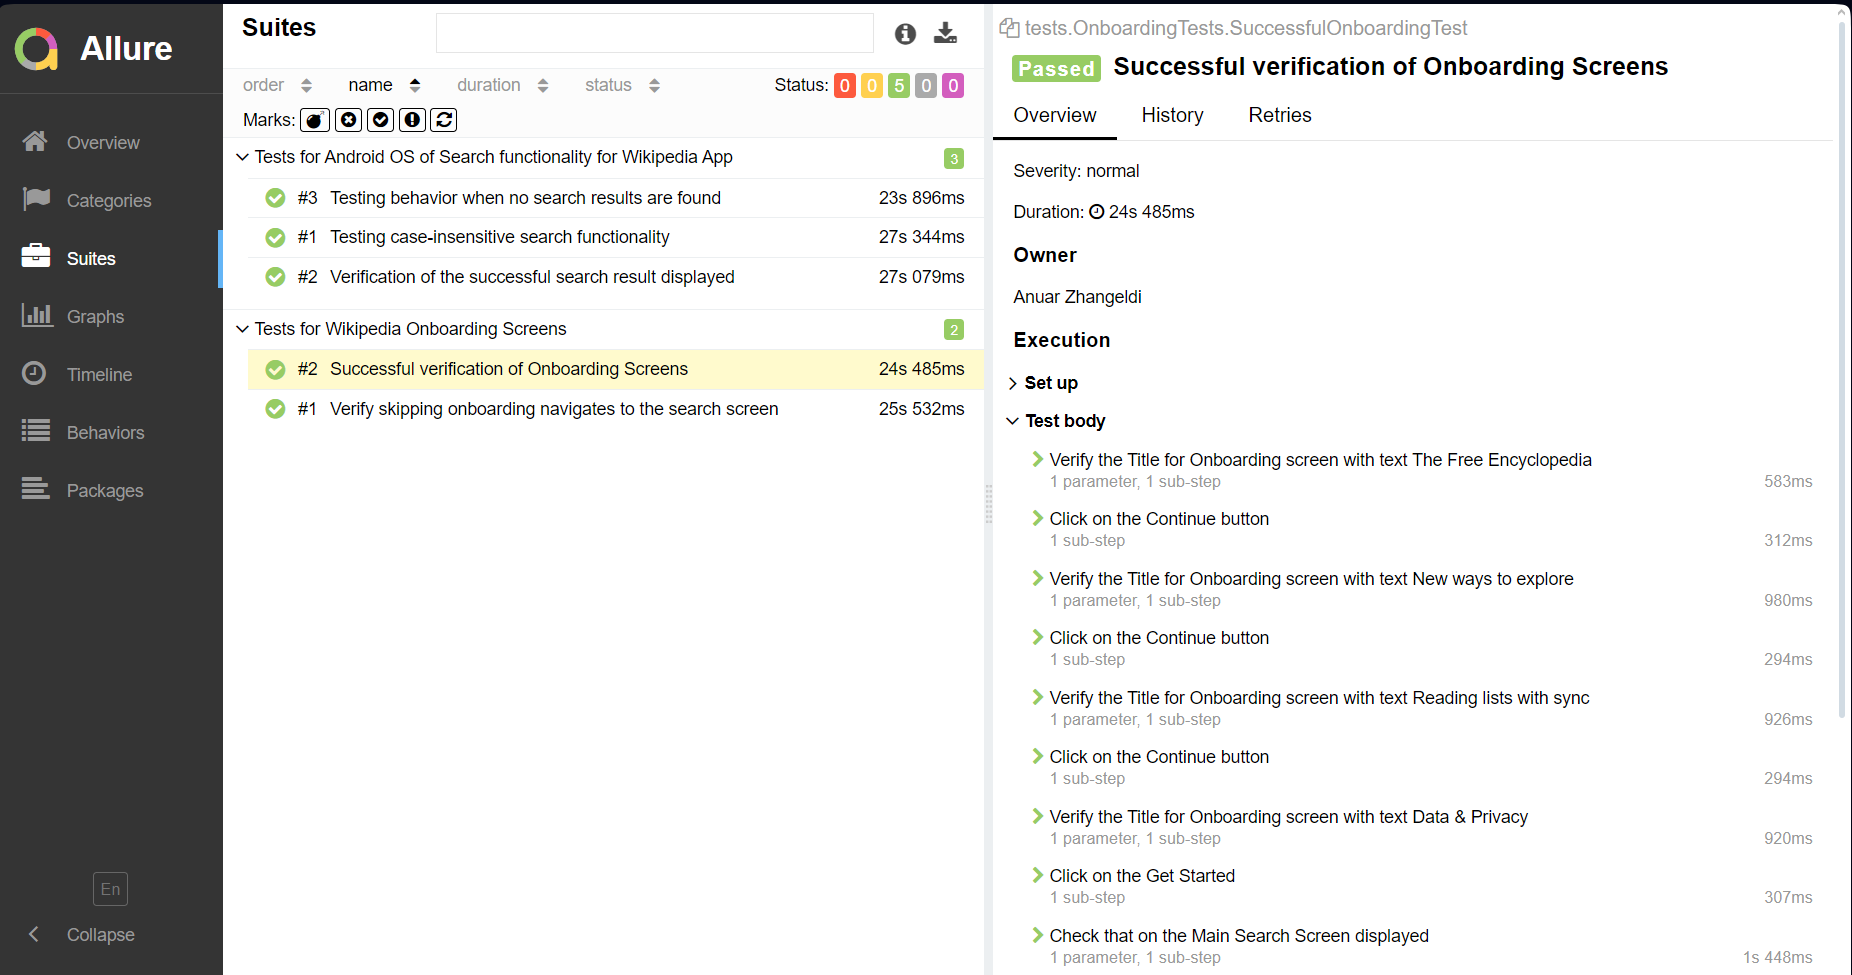 Allure
Overview
Categories
Suites
Graphs
Timeline
Behaviors
Packages
En
Collapse
Suites
order name duration status Status: 0 0 5 0 0
Marks:
Tests for Android OS of Search functionality for Wikipedia App 3
#3 Testing behavior when no search results are found 23s 896ms
#1 Testing case-insensitive search functionality 27s 344ms
#2 Verification of the successful search result displayed 27s 079ms
Tests for Wikipedia Onboarding Screens 2
#2 Successful verification of Onboarding Screens 24s 485ms
#1 Verify skipping onboarding navigates to the search screen 25s 532ms
tests.OnboardingTests.SuccessfulOnboardingTest
Passed Successful verification of Onboarding Screens
Overview History Retries
Severity: normal
Duration: 24s 485ms
Owner
Anuar Zhangeldi
Execution
Set up
Test body
Verify the Title for Onboarding screen with text The Free Encyclopedia
1 parameter, 1 sub-step 583ms
Click on the Continue button
1 sub-step 312ms
Verify the Title for Onboarding screen with text New ways to explore
1 parameter, 1 sub-step 980ms
Click on the Continue button
1 sub-step 294ms
Verify the Title for Onboarding screen with text Reading lists with sync
1 parameter, 1 sub-step 926ms
Click on the Continue button
1 sub-step 294ms
Verify the Title for Onboarding screen with text Data & Privacy
1 parameter, 1 sub-step 920ms
Click on the Get Started
1 sub-step 307ms
Check that on the Main Search Screen displayed
1 parameter, 1 sub-step 1s 448ms